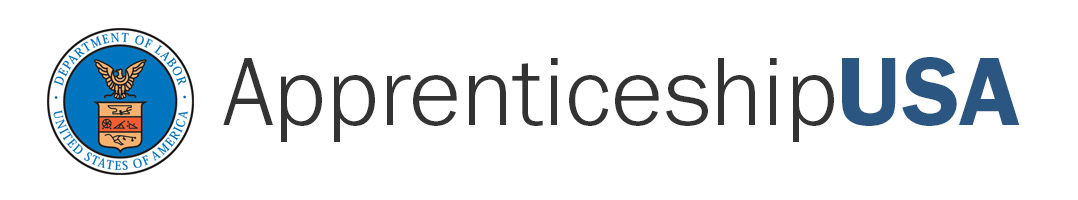 DEPARTMENT OF LABOR
UNITED STATES OF AMERICA
ApprenticeshipUSA